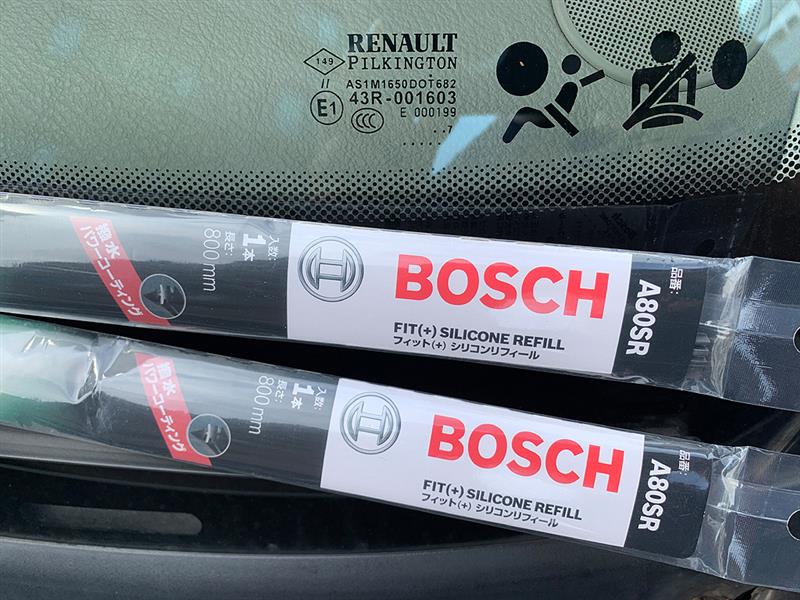 RENAULT
149
PILKINGTON
II
AS1M1650DOT682
E1
43R-001603
CCC
E 000199
..7
撥水
パワーコーティング
入数:
1本
長さ:
800mm
BOSCH
FIT(+) SILICONE REFILL
フィット(+) シリコンリフィール
品番:
A80SR
撥水
パワーコーティング
入数:
1本
長さ:
800mm
BOSCH
FIT(+) SILICONE REFILL
フィット(+) シリコンリフィール
品番:
A80SR